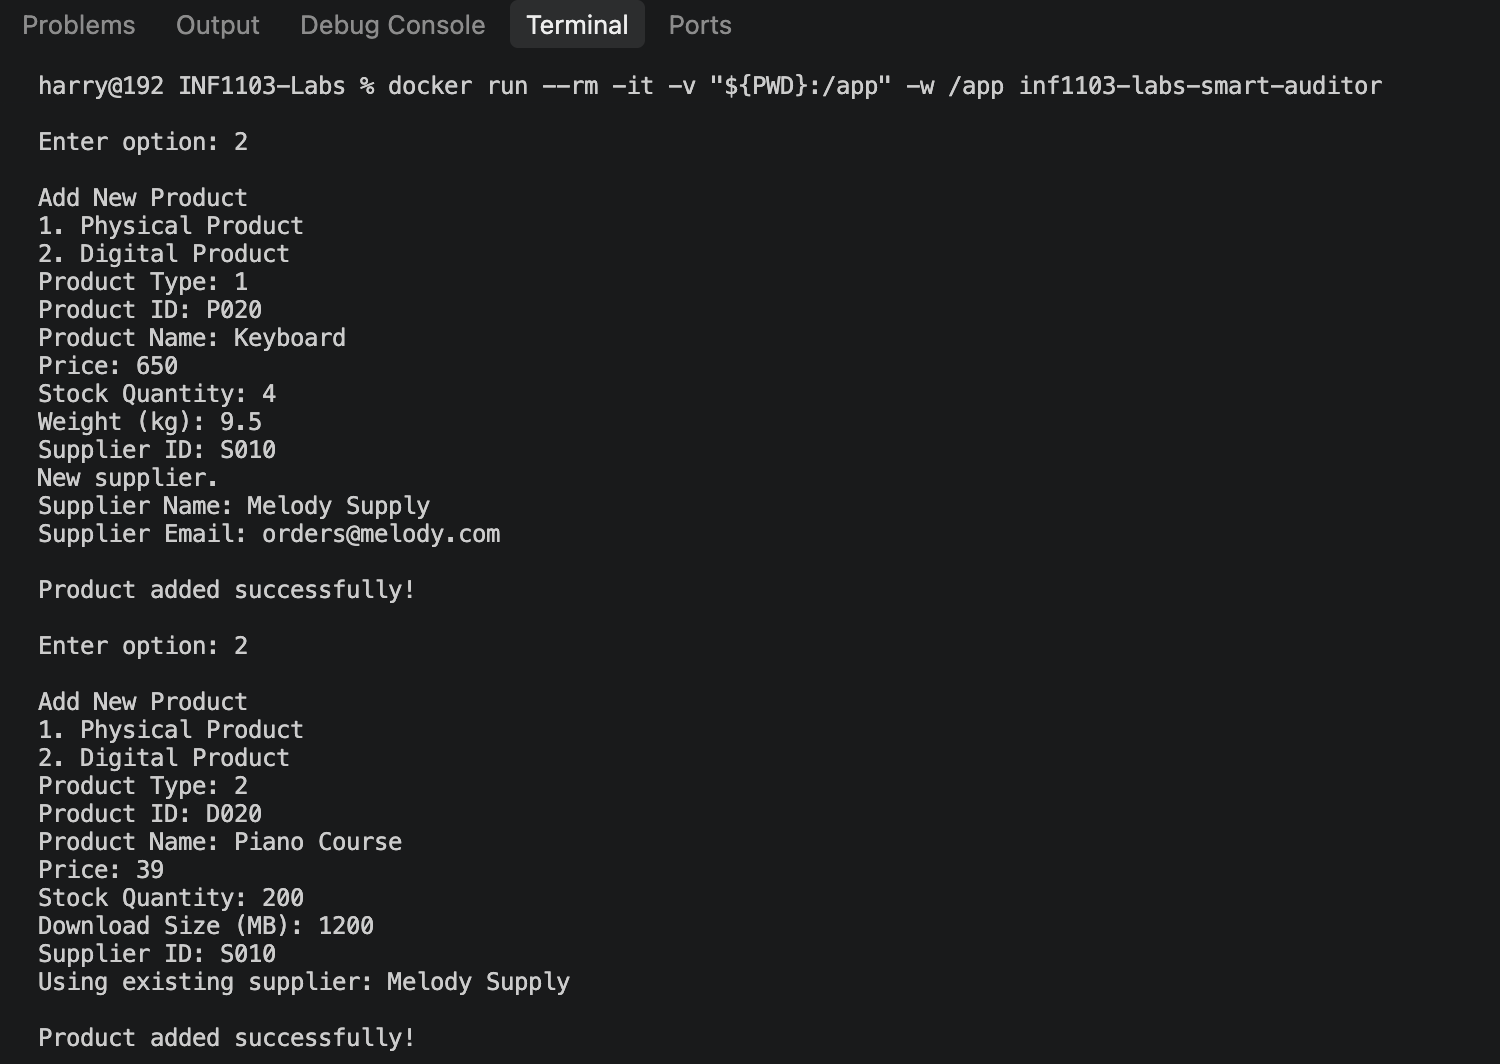 Problems Output Debug Console Terminal Ports
harry@192 INF1103-Labs % docker run --rm -it -v "${PWD}:/app" -w /app inf1103-labs-smart-auditor
Enter option: 2
Add New Product
1. Physical Product
2. Digital Product
Product Type: 1
Product ID: P020
Product Name: Keyboard
Price: 650
Stock Quantity: 4
Weight (kg): 9.5
Supplier ID: S010
New supplier.
Supplier Name: Melody Supply
Supplier Email: orders@melody.com
Product added successfully!
Enter option: 2
Add New Product
1. Physical Product
2. Digital Product
Product Type: 2
Product ID: D020
Product Name: Piano Course
Price: 39
Stock Quantity: 200
Download Size (MB): 1200
Supplier ID: S010
Using existing supplier: Melody Supply
Product added successfully!